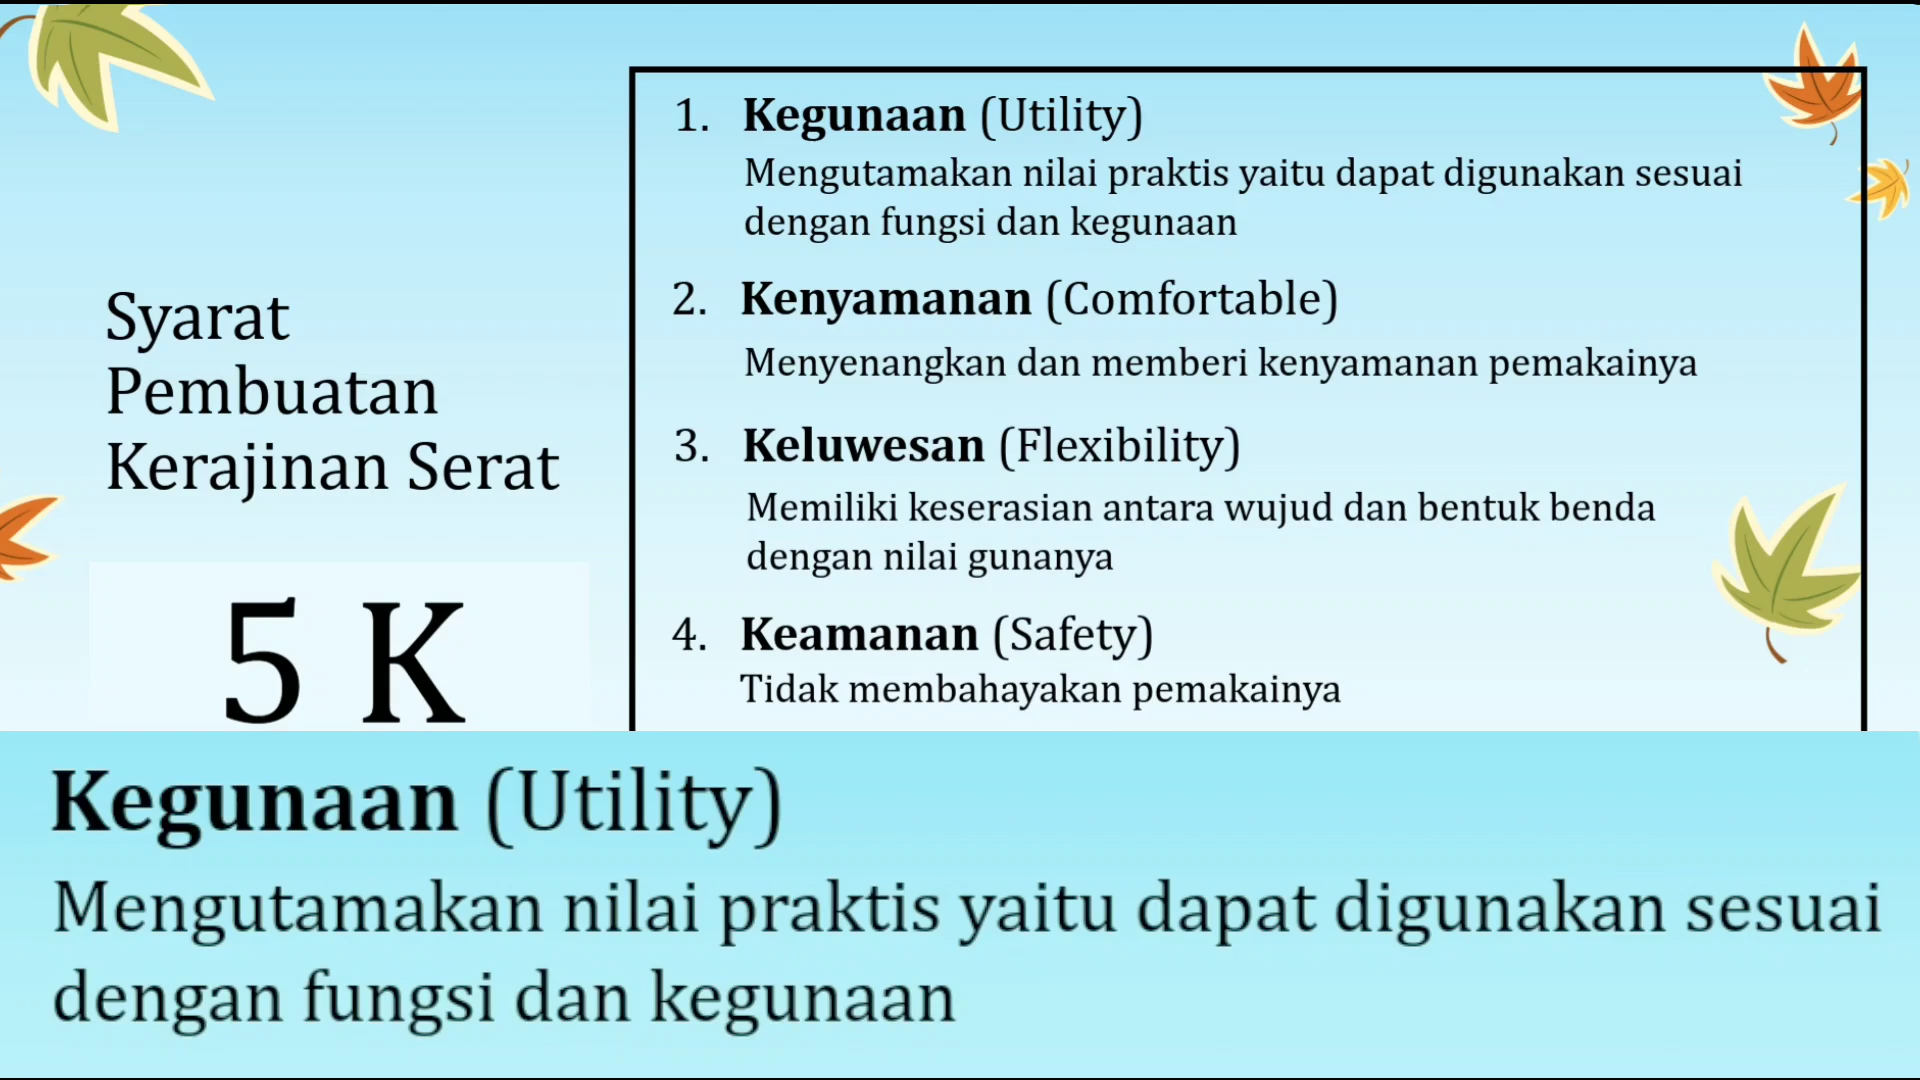 Syarat
Pembuatan
Kerajinan Serat
5 K
1. Kegunaan (Utility)
Mengutamakan nilai praktis yaitu dapat digunakan sesuai
dengan fungsi dan kegunaan
2. Kenyamanan (Comfortable)
Menyenangkan dan memberi kenyamanan pemakainya
3. Keluwesan (Flexibility)
Memiliki keserasian antara wujud dan bentuk benda
dengan nilai gunanya
4. Keamanan (Safety)
Tidak membahayakan pemakainya
Kegunaan (Utility)
Mengutamakan nilai praktis yaitu dapat digunakan sesuai
dengan fungsi dan kegunaan